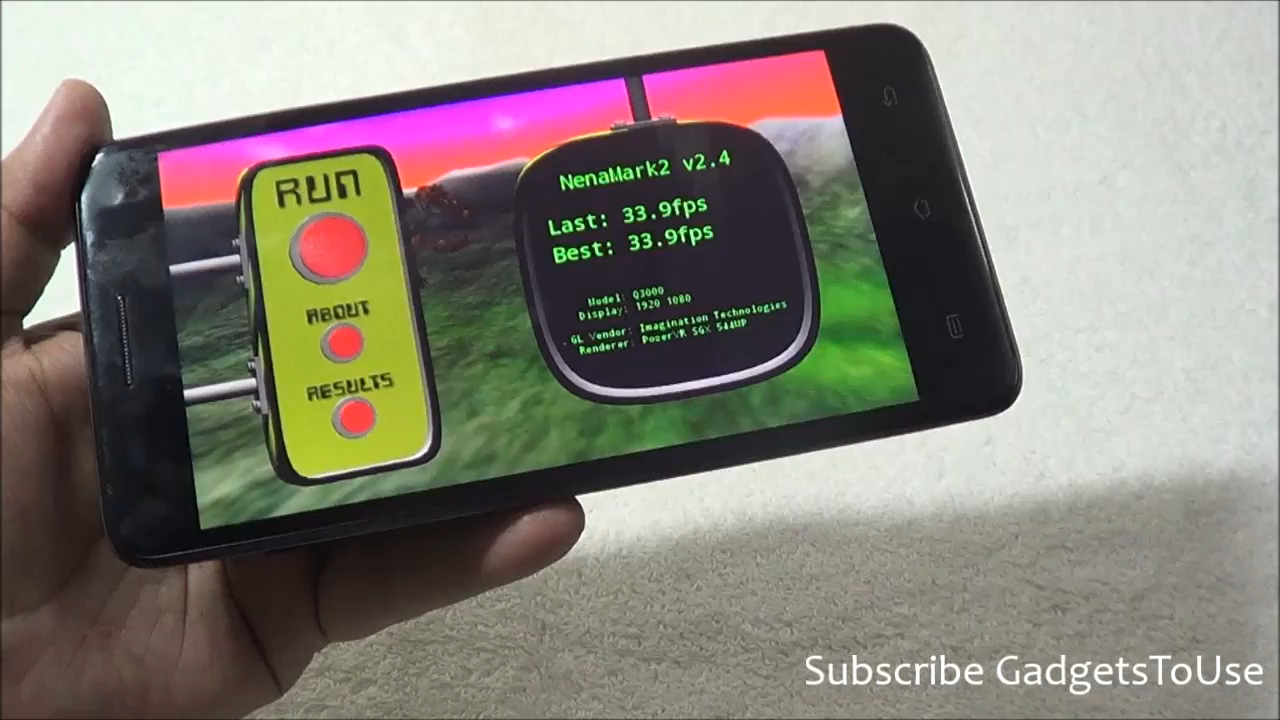 RUN
ABOUT
RESULTS
NenaMark2 v2.4
Last: 33.9fps
Best: 33.9fps
Model: Q3000
Display: 1920 1080
GL Vendor: Imagination Technologies
Renderer: PowerVR SGX 544MP
Subscribe GadgetsToUse